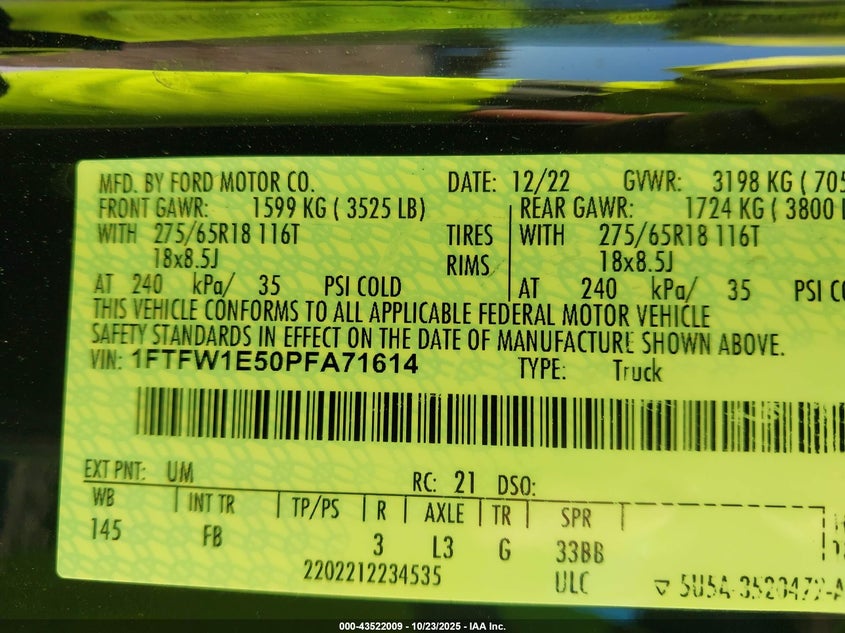 MFD. BY FORD MOTOR CO. DATE: 12/22 GVWR: 3198 KG ( 705
FRONT GAWR: 1599 KG ( 3525 LB) REAR GAWR: 1724 KG ( 3800 L
WITH 275/65R18 116T TIRES WITH 275/65R18 116T
18x8.5J RIMS 18x8.5J
AT 240 kPa/ 35 PSI COLD AT 240 kPa/ 35 PSI CO
THIS VEHICLE CONFORMS TO ALL APPLICABLE FEDERAL MOTOR VEHICLE
SAFETY STANDARDS IN EFFECT ON THE DATE OF MANUFACTURE SHOWN ABOVE.
VIN: 1FTFW1E50PFA71614 TYPE: Truck
EXT PNT: UM RC: 21 DSO:
WB INT TR TP/PS R AXLE TR SPR
145 FB 3 L3 G 33BB
2202212234535 ULC
000-43522009 - 10/23/2025 - IAA Inc.